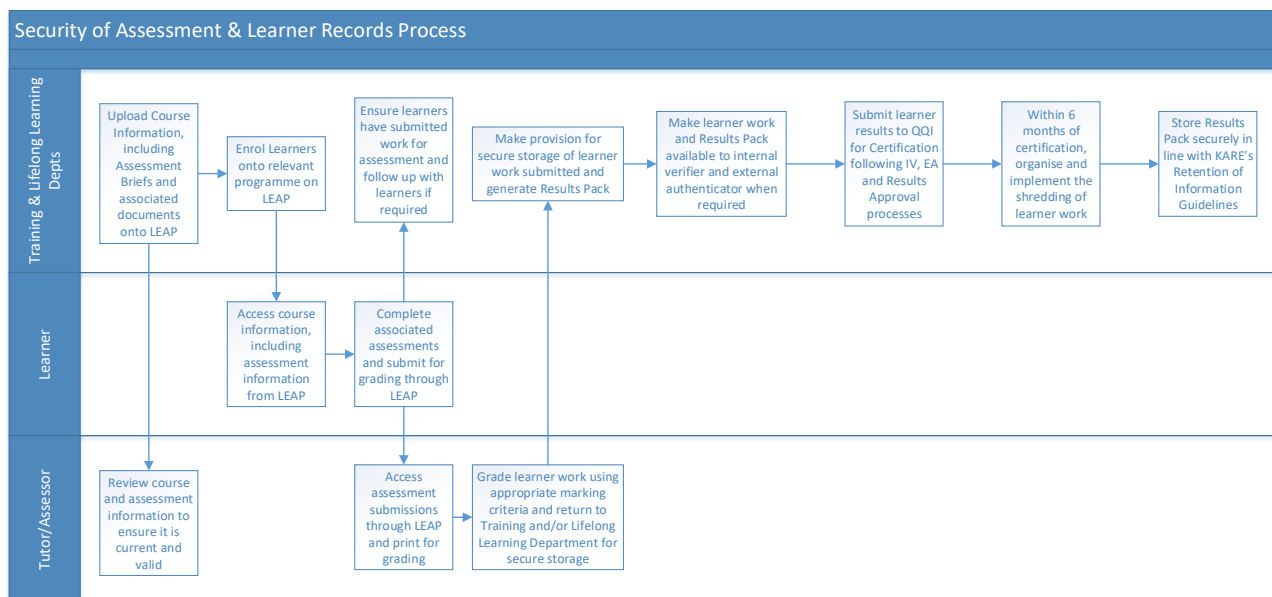 Security of Assessment & Learner Records Process
Training & Lifelong Learning
Depts
Upload Course
Information,
including
Assessment
Briefs and
associated
documents onto
LEAP
Enrol Learners
onto relevant
programme on
LEAP
Ensure learners
have submitted
work for
assessment and
follow up with
learners if
required
Make provision for
secure storage of learner
work submitted and
generate Results Pack
Make learner work
and Results Pack
available to internal
verifier and external
authenticator when
required
Submit learner
results to QQI
for Certification
following IV, EA
and Results
Approval
processes
Within 6
months of
certification,
organise and
implement the
shredding of
learner work
Store Results
Pack securely in
line with KARE’s
Retention of
Information
Guidelines
Learner
Access course
information,
including
assessment
information
from LEAP
Complete
associated
assessments
and submit for
grading through
LEAP
Tutor/Assessor
Review course
and assessment
information to
ensure it is
current and
valid
Access
assessment
submissions
through LEAP
and print for
grading
Grade learner work using
appropriate marking
criteria and return to
Training and/or Lifelong
Learning Department for
secure storage